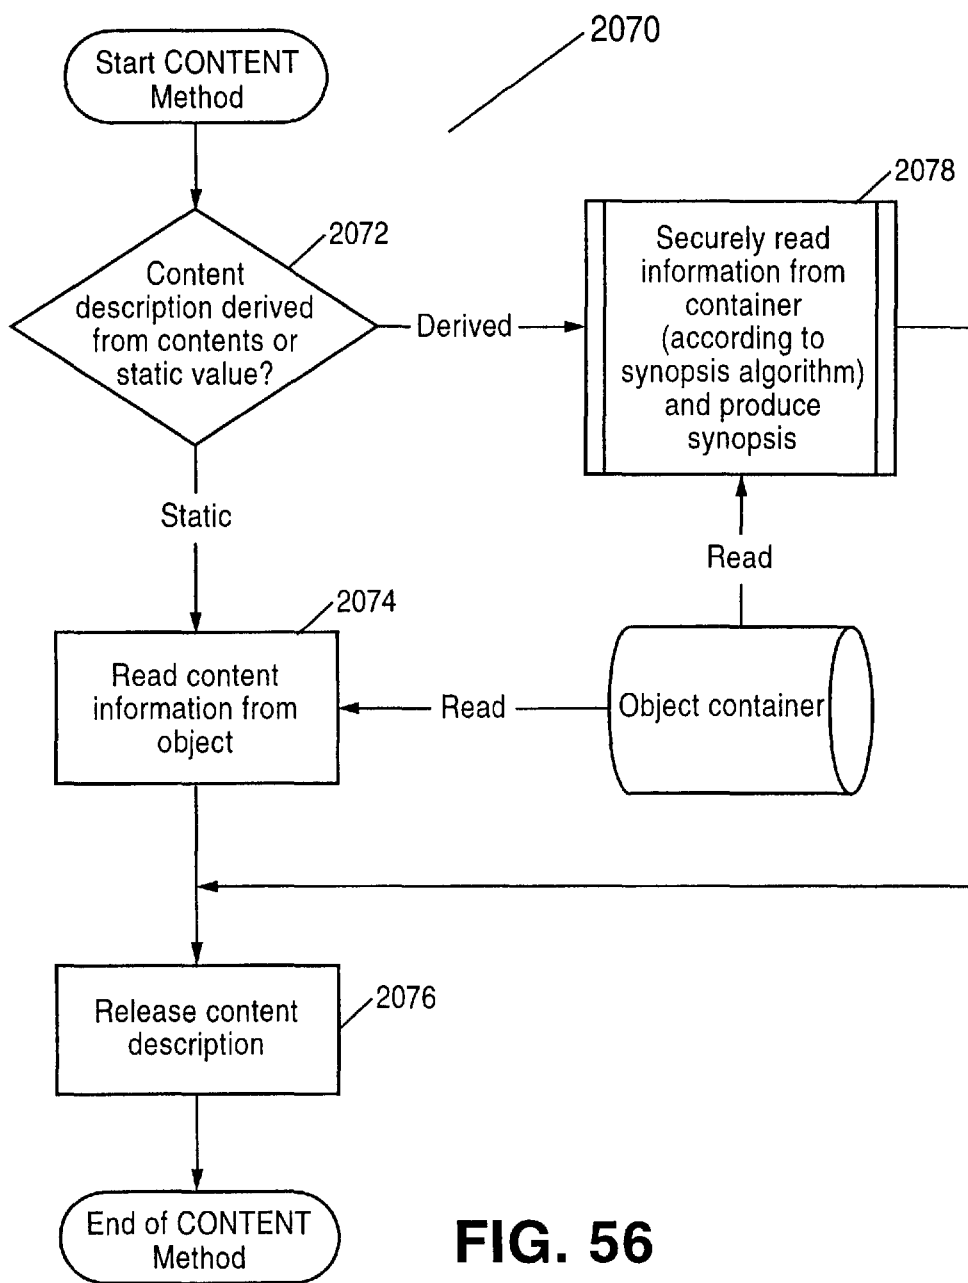 2070
Start CONTENT
Method
2078
2072
Content
description derived
from contents or
static value?
Derived
Securely read
information from
container
(according to
synopsis algorithm)
and produce
synopsis
Static
Read
2074
Read content
information from
object
Read
Object container
2076
Release content
description
End of CONTENT
Method
FIG. 56